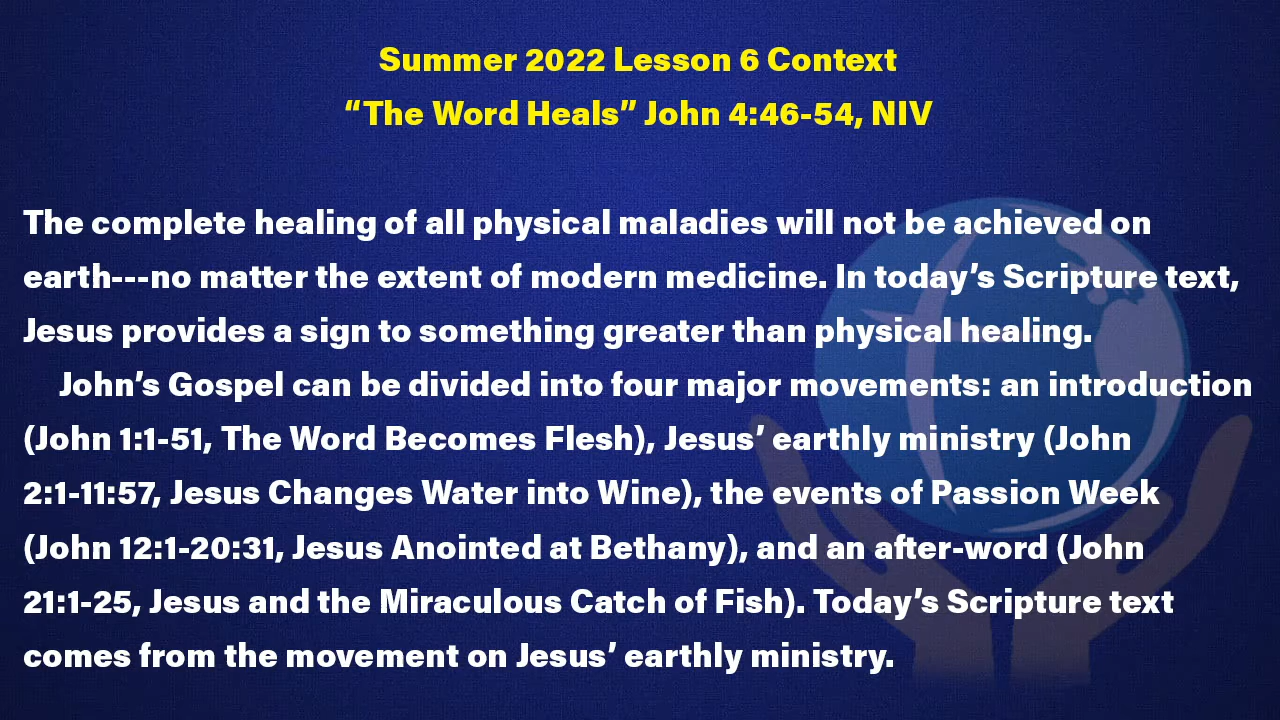 Summer 2022 Lesson 6 Context
“The Word Heals” John 4:46-54, NIV
The complete healing of all physical maladies will not be achieved on
earth---no matter the extent of modern medicine. In today’s Scripture text,
Jesus provides a sign to something greater than physical healing.
John’s Gospel can be divided into four major movements: an introduction
(John 1:1-51, The Word Becomes Flesh), Jesus’ earthly ministry (John
2:1-11:57, Jesus Changes Water into Wine), the events of Passion Week
(John 12:1-20:31, Jesus Anointed at Bethany), and an after-word (John
21:1-25, Jesus and the Miraculous Catch of Fish). Today’s Scripture text
comes from the movement on Jesus’ earthly ministry.